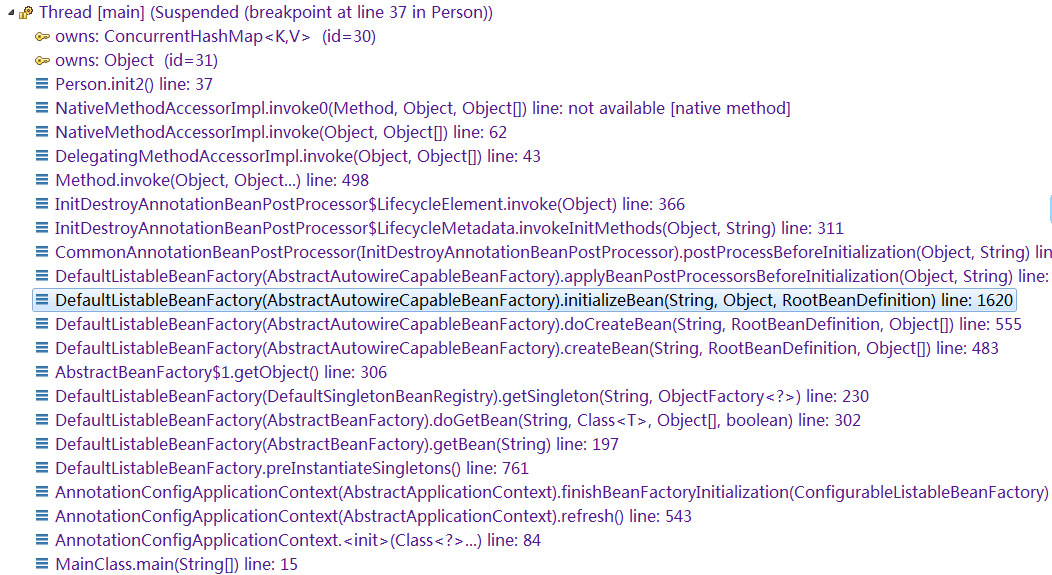 Thread [main] (Suspended (breakpoint at line 37 in Person))
owns: ConcurrentHashMap<K,V> (id=30)
owns: Object (id=31)
Person.init2() line: 37
NativeMethodAccessorImpl.invoke0(Method, Object, Object[]) line: not available [native method]
NativeMethodAccessorImpl.invoke(Object, Object[]) line: 62
DelegatingMethodAccessorImpl.invoke(Object, Object[]) line: 43
Method.invoke(Object, Object...) line: 498
InitDestroyAnnotationBeanPostProcessor$LifecycleElement.invoke(Object) line: 366
InitDestroyAnnotationBeanPostProcessor$LifecycleMetadata.invokeInitMethods(Object, String) line: 311
CommonAnnotationBeanPostProcessor(InitDestroyAnnotationBeanPostProcessor).postProcessBeforeInitialization(Object, String) lin
DefaultListableBeanFactory(AbstractAutowireCapableBeanFactory).applyBeanPostProcessorsBeforeInitialization(Object, String) line:
DefaultListableBeanFactory(AbstractAutowireCapableBeanFactory).initializeBean(String, Object, RootBeanDefinition) line: 1620
DefaultListableBeanFactory(AbstractAutowireCapableBeanFactory).doCreateBean(String, RootBeanDefinition, Object[]) line: 555
DefaultListableBeanFactory(AbstractAutowireCapableBeanFactory).createBean(String, RootBeanDefinition, Object[]) line: 483
AbstractBeanFactory$1.getObject() line: 306
DefaultListableBeanFactory(DefaultSingletonBeanRegistry).getSingleton(String, ObjectFactory<?>) line: 230
DefaultListableBeanFactory(AbstractBeanFactory).doGetBean(String, Class<T>, Object[], boolean) line: 302
DefaultListableBeanFactory(AbstractBeanFactory).getBean(String) line: 197
DefaultListableBeanFactory.preInstantiateSingletons() line: 761
AnnotationConfigApplicationContext(AbstractApplicationContext).finishBeanFactoryInitialization(ConfigurableListableBeanFactory)
AnnotationConfigApplicationContext(AbstractApplicationContext).refresh() line: 543
AnnotationConfigApplicationContext.<init>(Class<?>...) line: 84
MainClass.main(String[]) line: 15